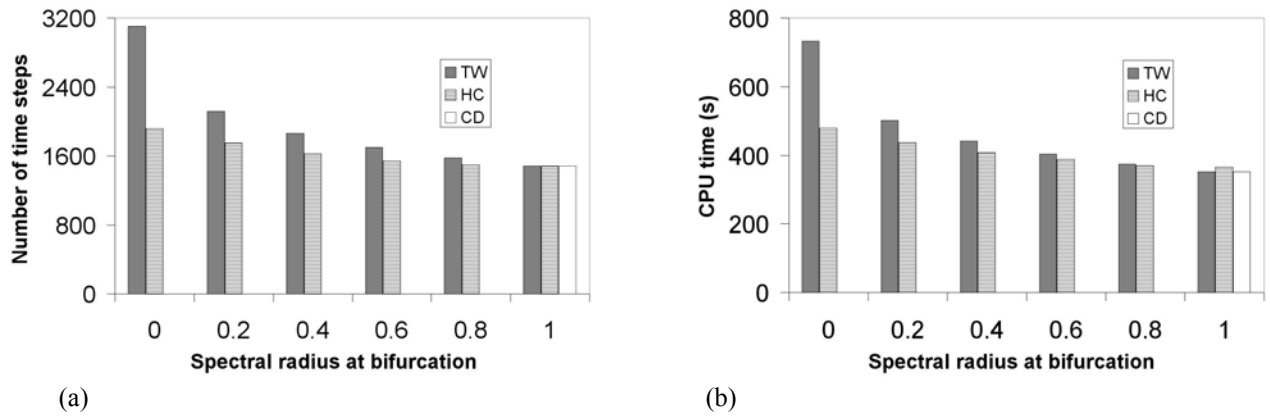 Number of time steps
3200
2400
1600
800
0
TW
HC
CD
0 0.2 0.4 0.6 0.8 1
Spectral radius at bifurcation
(a)
CPU time (s)
800
600
400
200
0
TW
HC
CD
0 0.2 0.4 0.6 0.8 1
Spectral radius at bifurcation
(b)